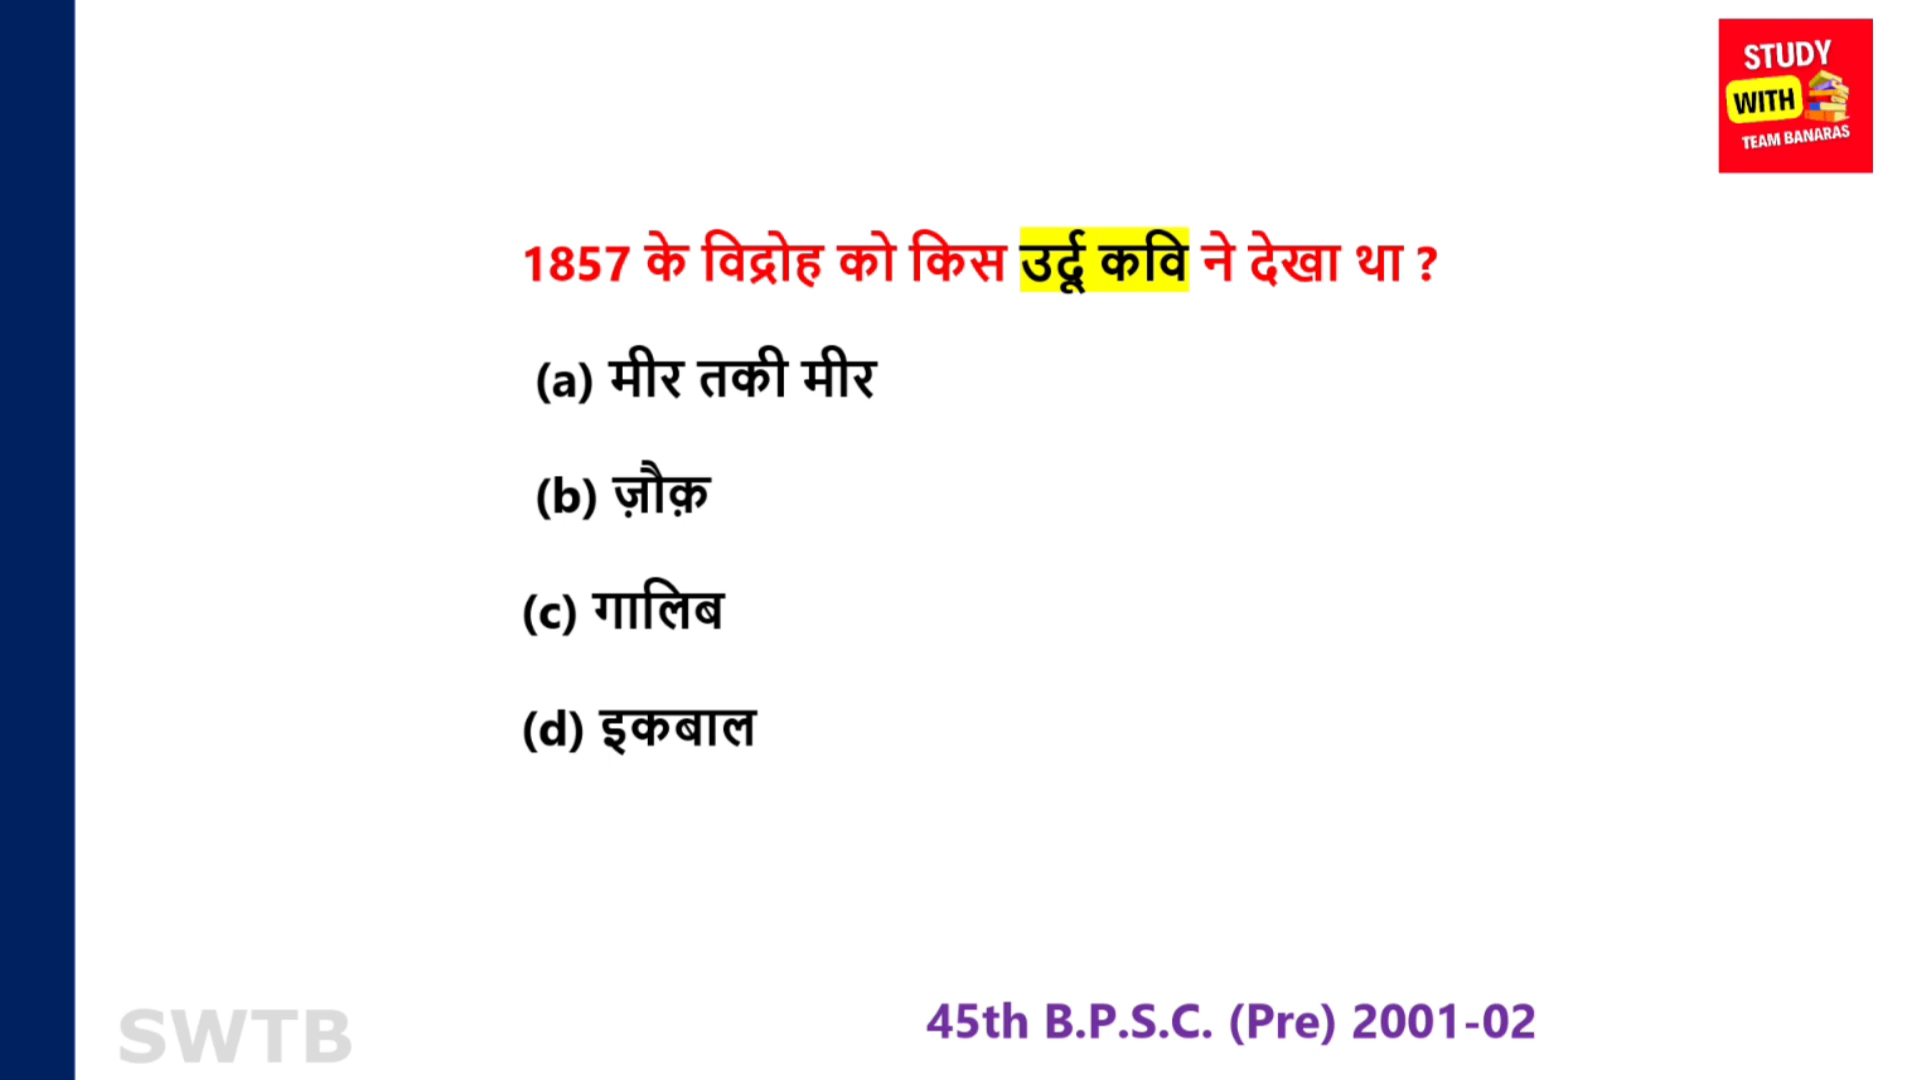 STUDY
WITH
TEAM BANARAS
1857 के विद्रोह को किस उर्दू कवि ने देखा था ?
(a) मीर तकी मीर
(b) ज़ौक़
(c) गालिब
(d) इकबाल
45th B.P.S.C. (Pre) 2001-02
SWTB